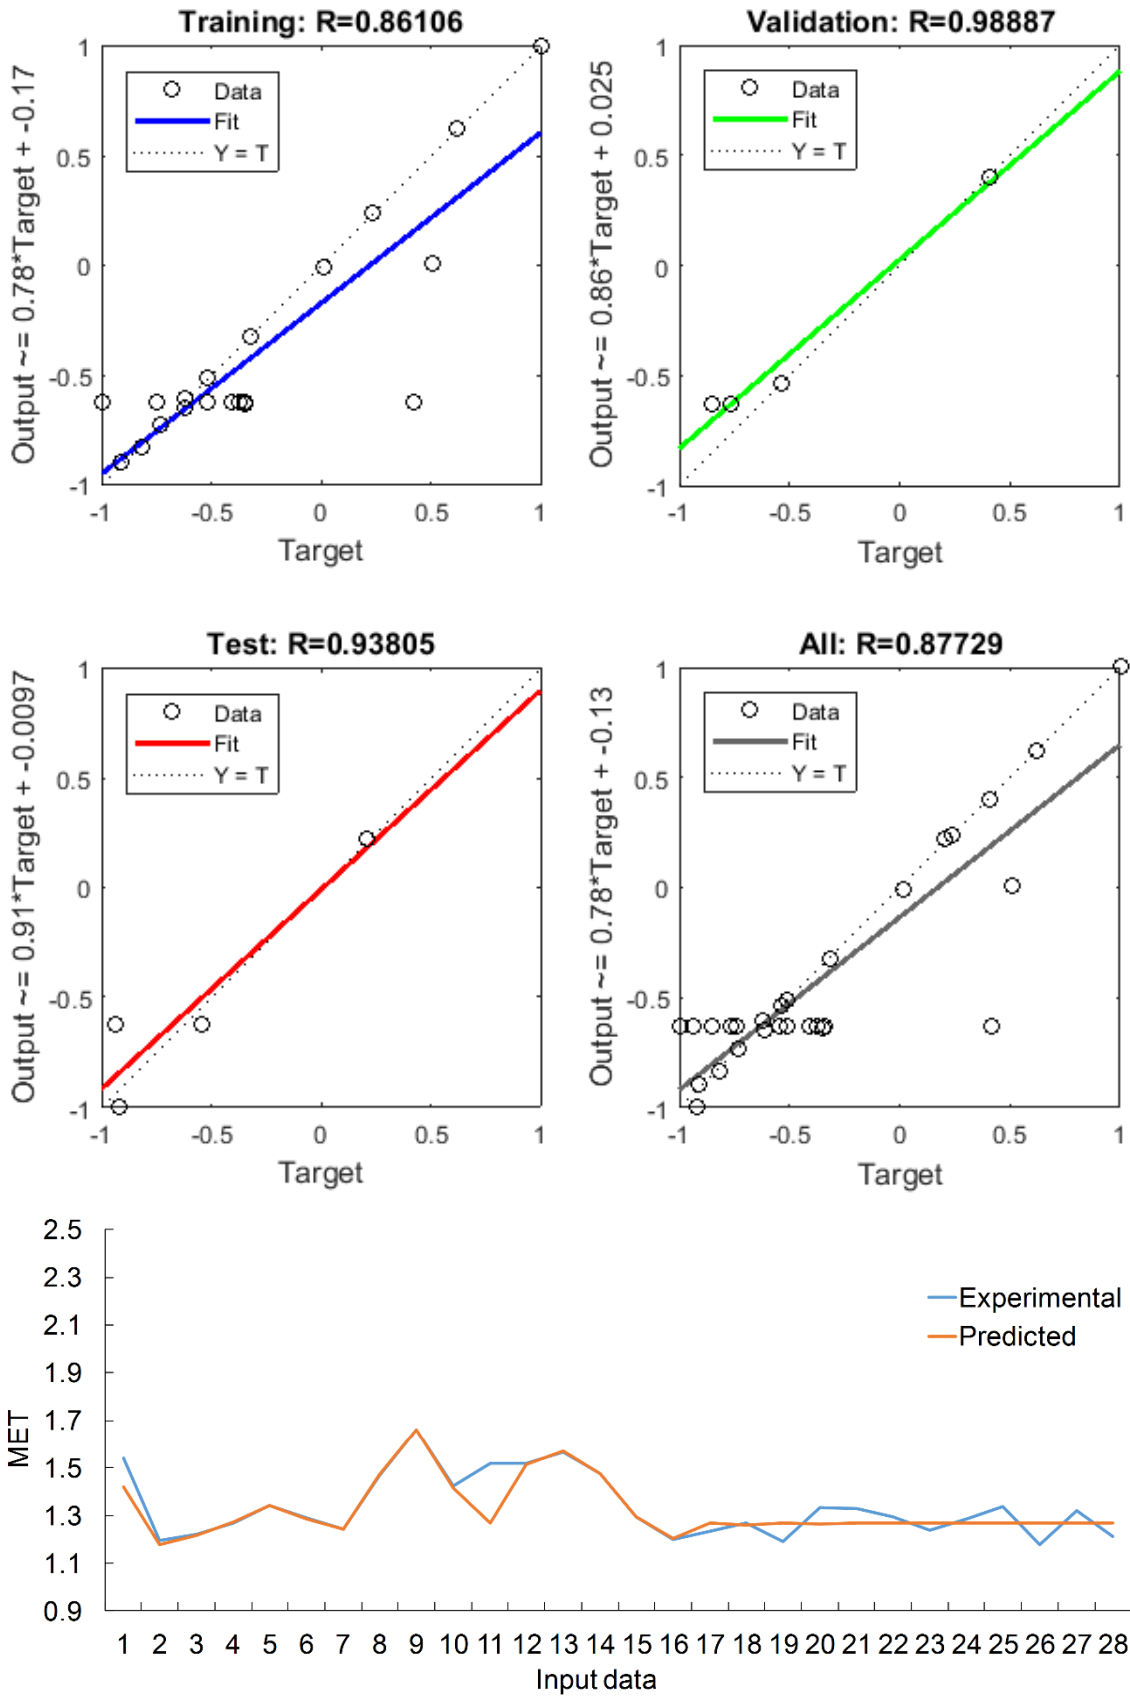 Training: R=0.86106
Output ~= 0.78*Target + -0.17
1
0.5
0
-0.5
-1
Data
Fit
Y = T
-1 -0.5 0 0.5 1
Target
Validation: R=0.98887
Output ~= 0.86*Target + 0.025
1
0.5
0
-0.5
-1
Data
Fit
Y = T
-1 -0.5 0 0.5 1
Target
Test: R=0.93805
Output ~= 0.91*Target + -0.0097
1
0.5
0
-0.5
-1
Data
Fit
Y = T
-1 -0.5 0 0.5 1
Target
All: R=0.87729
Output ~= 0.78*Target + -0.13
1
0.5
0
-0.5
-1
Data
Fit
Y = T
-1 -0.5 0 0.5 1
Target
MET
2.5
2.3
2.1
1.9
1.7
1.5
1.3
1.1
0.9
Experimental
Predicted
1 2 3 4 5 6 7 8 9 10 11 12 13 14 15 16 17 18 19 20 21 22 23 24 25 26 27 28
Input data